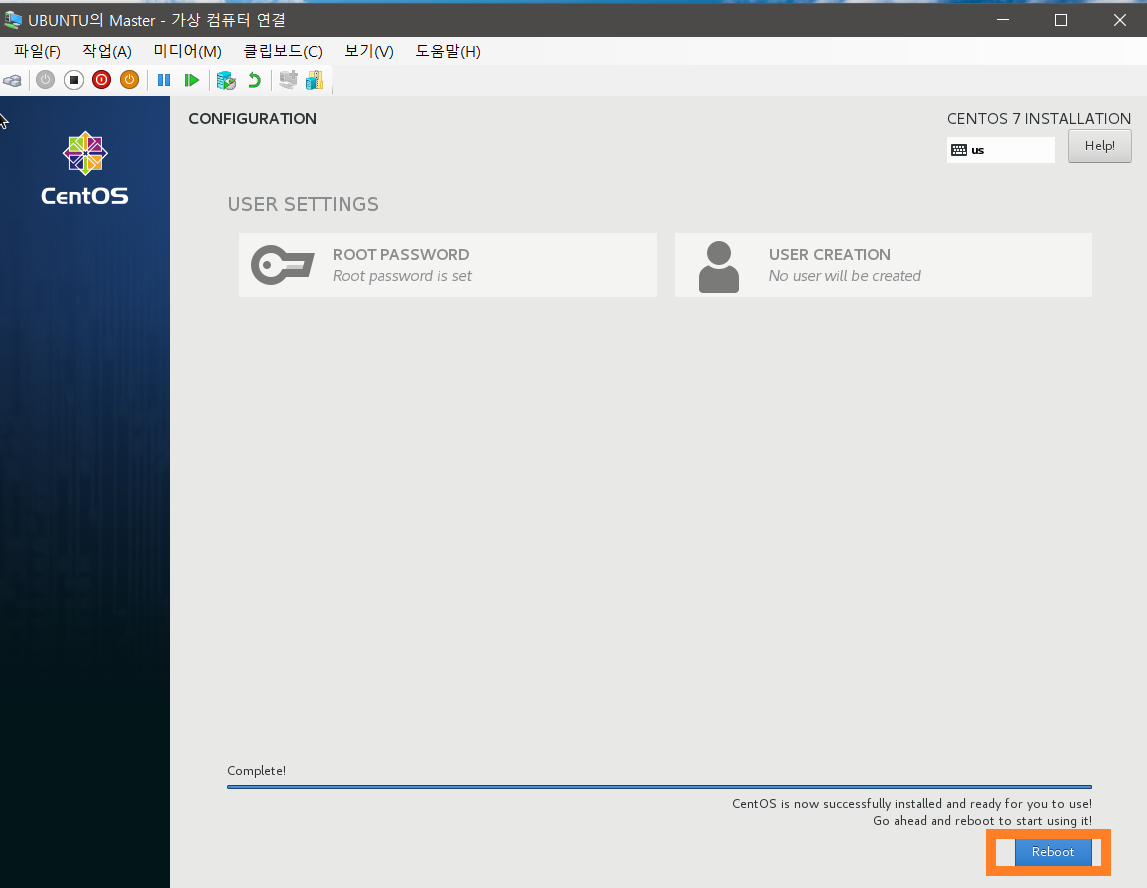 UBUNTU의 Master - 가상 컴퓨터 연결
파일(F) 작업(A) 미디어(M) 클립보드(C) 보기(V) 도움말(H)
CentOS
CONFIGURATION
CENTOS 7 INSTALLATION
us
Help!
USER SETTINGS
ROOT PASSWORD
Root password is set
USER CREATION
No user will be created
Complete!
CentOS is now successfully installed and ready for you to use!
Go ahead and reboot to start using it!
Reboot